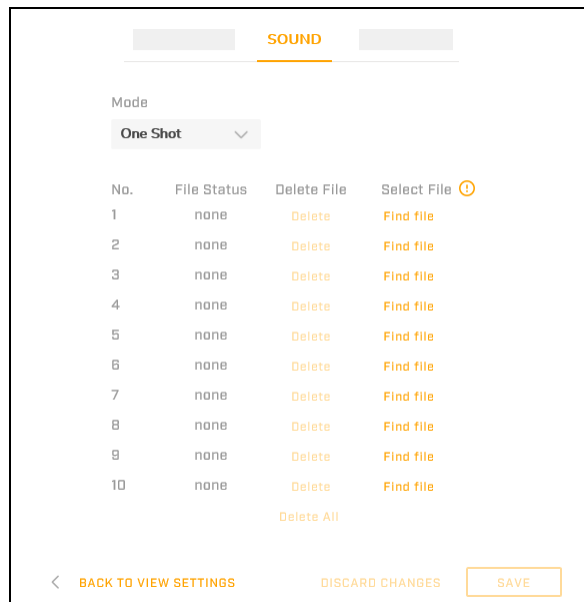 SOUND
Mode
One Shot
No. File Status Delete File Select File
1 none Delete Find file
2 none Delete Find file
3 none Delete Find file
4 none Delete Find file
5 none Delete Find file
6 none Delete Find file
7 none Delete Find file
8 none Delete Find file
9 none Delete Find file
10 none Delete Find file
Delete All
BACK TO VIEW SETTINGS DISCARD CHANGES SAVE